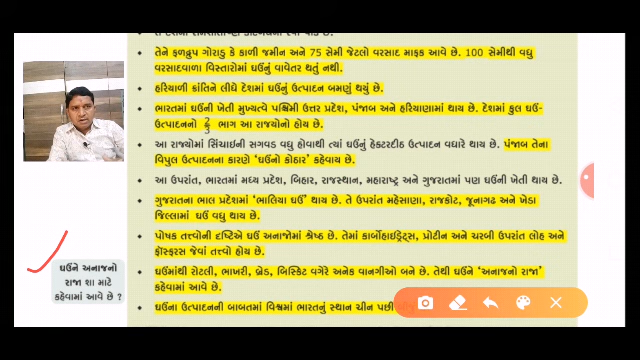 તેને ફળદ્રુપ ગોરાડુ કે કાળી જમીન અને 75 સેમી જેટલો વરસાદ માફક આવે છે. 100 સેમીથી વધુ
વરસાદવાળા વિસ્તારોમાં ઘઉંનું વાવેતર થતું નથી.
હરિયાળી ક્રાંતિને લીધે દેશમાં ઘઉંનું ઉત્પાદન બમણું થયું છે.
ભારતમાં ઘઉંની ખેતી મુખ્યત્વે પશ્ચિમી ઉત્તર પ્રદેશ, પંજાબ અને હરિયાણામાં થાય છે. દેશમાં કુલ ઘઉં-
ઉત્પાદનનો 2/3 ભાગ આ રાજ્યોનો હોય છે.
આ રાજ્યોમાં સિંચાઈની સગવડ વધુ હોવાથી ત્યાં ઘઉંનું હેક્ટરદીઠ ઉત્પાદન વધારે થાય છે. પંજાબ તેના
વિપુલ ઉત્પાદનના કારણે ‘ઘઉંનો કોઠાર’ કહેવાય છે.
આ ઉપરાંત, ભારતમાં મધ્ય પ્રદેશ, બિહાર, રાજસ્થાન, મહારાષ્ટ્ર અને ગુજરાતમાં પણ ઘઉંની ખેતી થાય છે.
ગુજરાતના ભાલ પ્રદેશમાં ‘ભાલિયા ઘઉં’ થાય છે. તે ઉપરાંત મહેસાણા, રાજકોટ, જૂનાગઢ અને ખેડા
જિલ્લામાં ઘઉં વધુ થાય છે.
પોષક તત્ત્વોની દૃષ્ટિએ ઘઉં અનાજોમાં શ્રેષ્ઠ છે. તેમાં કાર્બોહાઇડ્રેટ્સ, પ્રોટીન અને ચરબી ઉપરાંત લોહ અને
ફૉસ્ફરસ જેવાં તત્ત્વો હોય છે.
ઘઉંને અનાજનો
રાજા શા માટે
કહેવામાં આવે છે ?
ઘઉંમાંથી રોટલી, ભાખરી, બ્રેડ, બિસ્કિટ વગેરે અનેક વાનગીઓ બને છે. તેથી ઘઉંને ‘અનાજનો રાજા’
કહેવામાં આવે છે.
ઘઉંના ઉત્પાદનની બાબતમાં વિશ્વમાં ભારતનું સ્થાન ચીન પછી